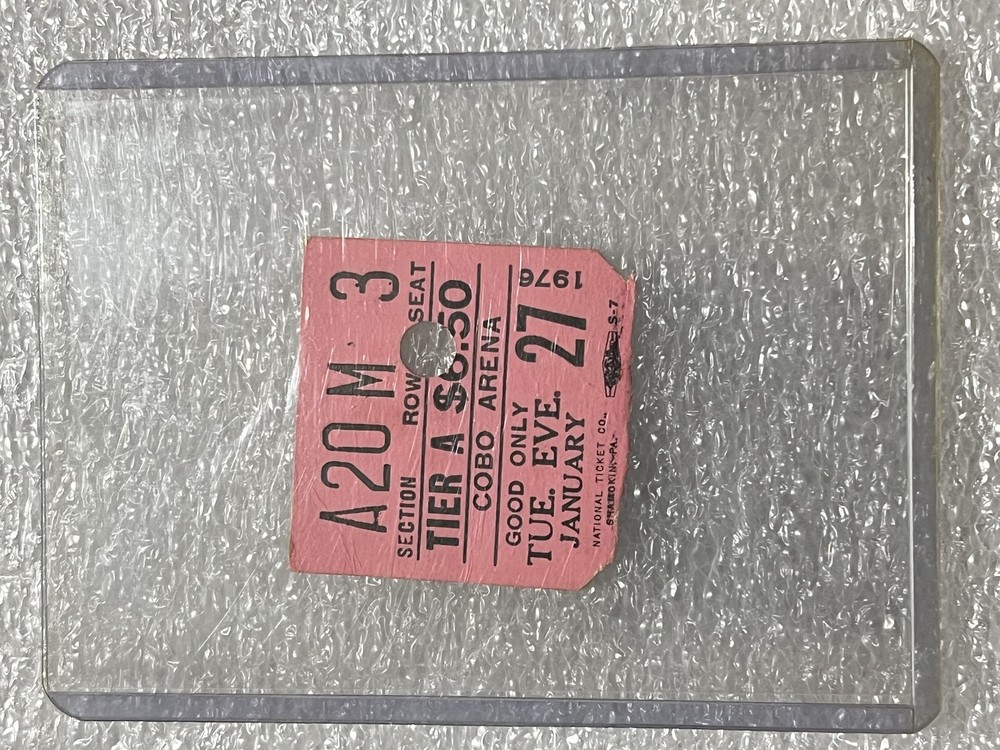 A20 M 3
SECTION ROW SEAT
TIER A $6.50
COBO ARENA
GOOD ONLY
TUE. EVE.
JANUARY 27 1976
NATIONAL TICKET CO.
SHAMOKIN, PA. S-7